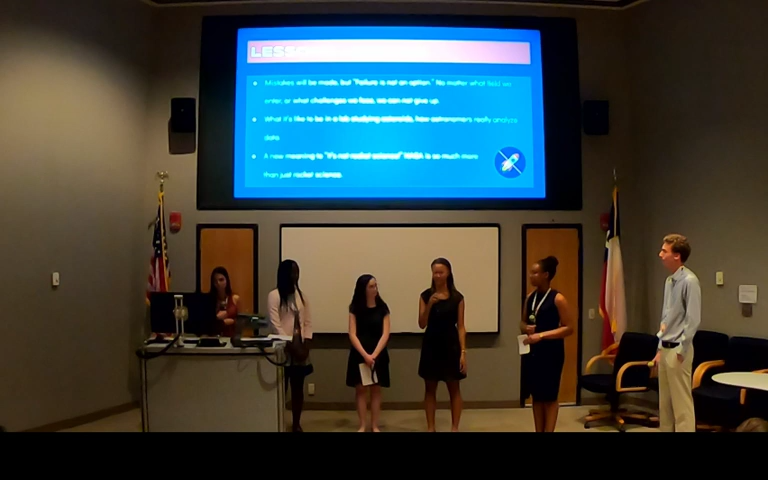 LESS
• Mistakes will be made, but "Failure is not an option." No matter what field we
enter, or what challenges we face, we can not give up.
• What it's like to be in a lab studying asteroids, how astronomers really analyze
data.
• A new meaning to "It's not rocket science!" NASA is so much more
than just rocket science.